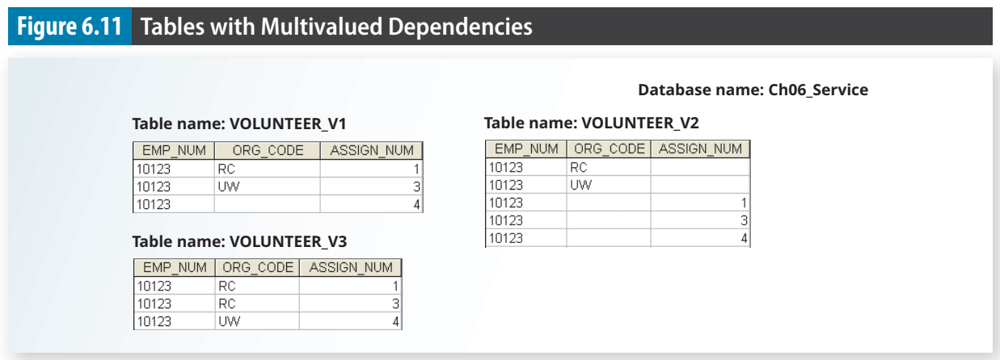 Figure 6.11 Tables with Multivalued Dependencies
Database name: Ch06_Service
Table name: VOLUNTEER_V1
EMP_NUM ORG_CODE ASSIGN_NUM
10123 RC 1
10123 UW 3
10123 4
Table name: VOLUNTEER_V2
EMP_NUM ORG_CODE ASSIGN_NUM
10123 RC
10123 UW
10123 1
10123 3
10123 4
Table name: VOLUNTEER_V3
EMP_NUM ORG_CODE ASSIGN_NUM
10123 RC 1
10123 RC 3
10123 UW 4